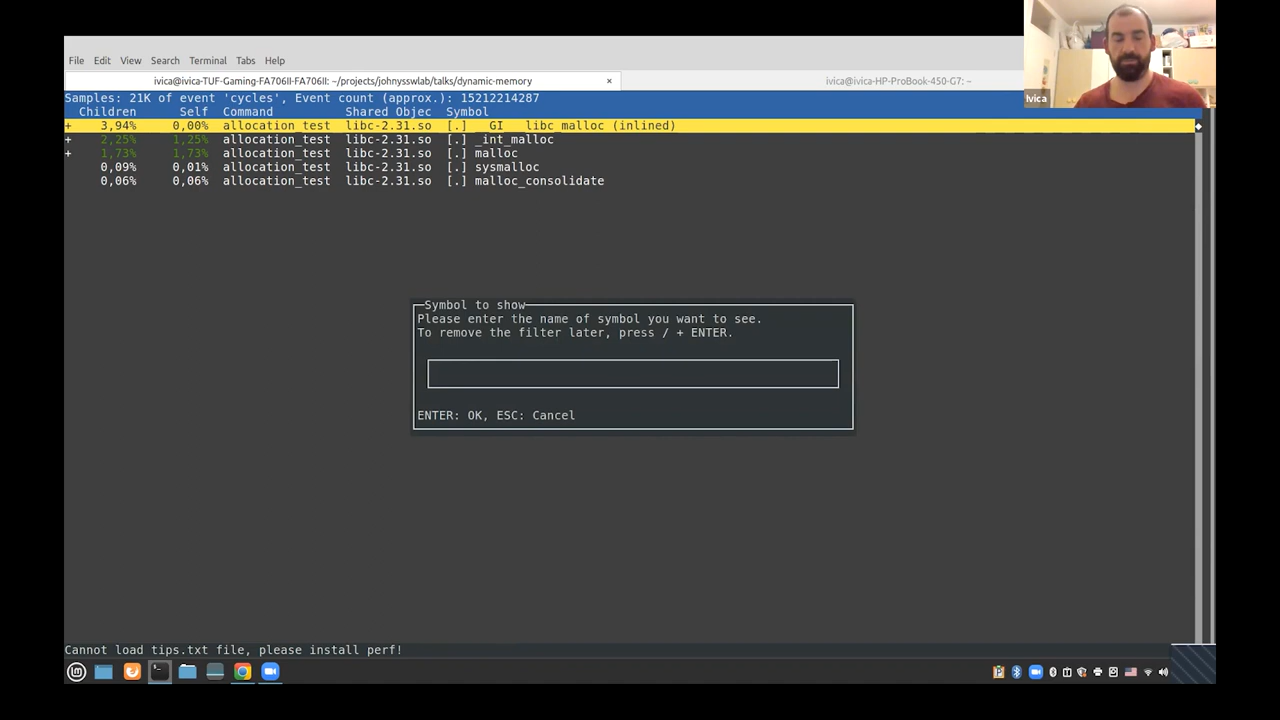 Ivica
File Edit View Search Terminal Tabs Help
ivica@ivica-TUF-Gaming-FA706II-FA706II: ~/projects/johnysswlab/talks/dynamic-memory × ivica@ivica-HP-ProBook-450-G7: ~
Samples: 21K of event 'cycles', Event count (approx.): 15212214287
Children Self Command Shared Objec Symbol
+ 3,94% 0,00% allocation_test libc-2.31.so [.] __GI___libc_malloc (inlined)
+ 2,25% 1,25% allocation_test libc-2.31.so [.] _int_malloc
+ 1,73% 1,73% allocation_test libc-2.31.so [.] malloc
0,09% 0,01% allocation_test libc-2.31.so [.] sysmalloc
0,06% 0,06% allocation_test libc-2.31.so [.] malloc_consolidate
Symbol to show
Please enter the name of symbol you want to see.
To remove the filter later, press / + ENTER.
ENTER: OK, ESC: Cancel
Cannot load tips.txt file, please install perf!